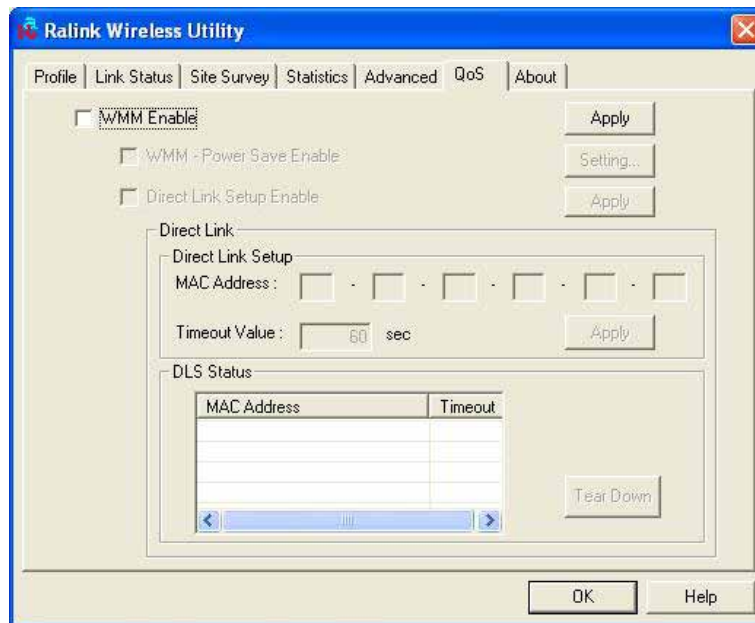 Ralink Wireless Utility
Profile Link Status Site Survey Statistics Advanced QoS About
WMM Enable Apply
WMM - Power Save Enable Setting...
Direct Link Setup Enable Apply
Direct Link
Direct Link Setup
MAC Address : - - - - -
Timeout Value : 60 sec Apply
DLS Status
MAC Address Timeout
Tear Down
OK Help